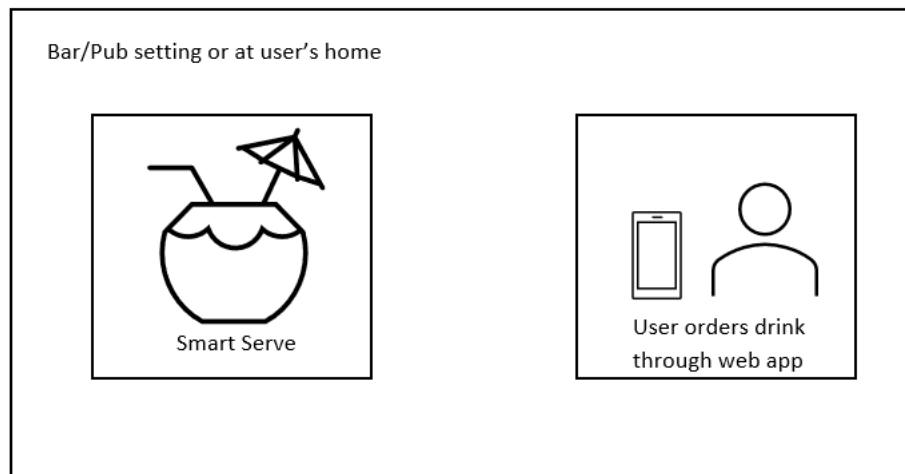 Bar/Pub setting or at user’s home
Smart Serve
User orders drink
through web app